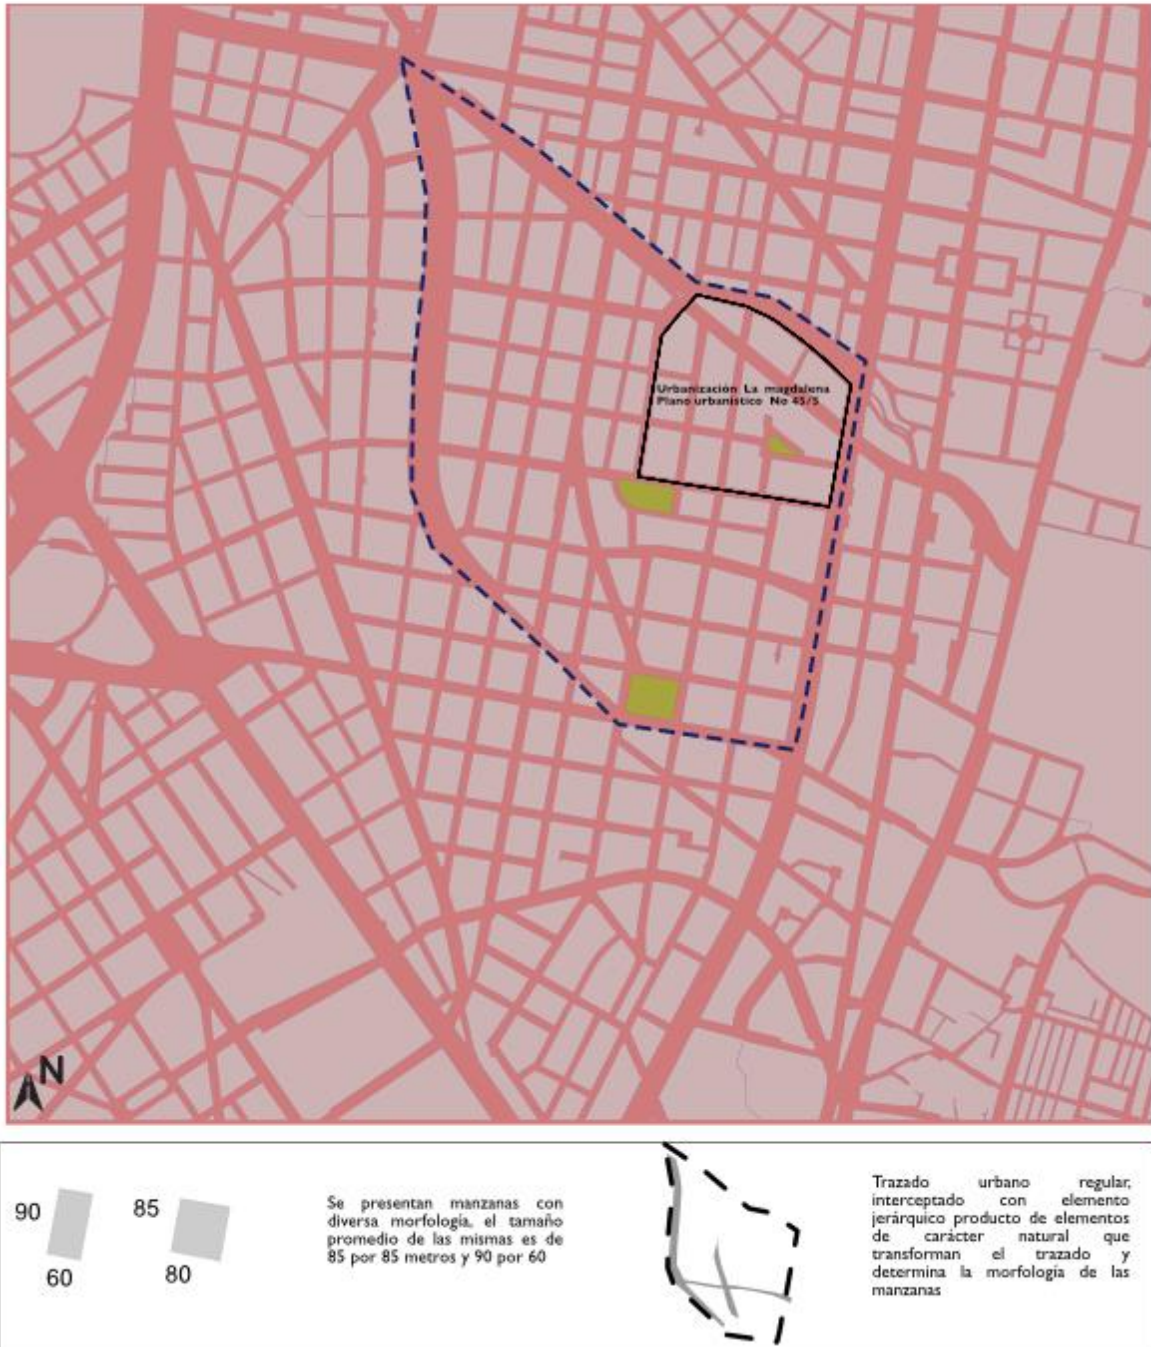 Urbanización La magdalena
Plano urbanístico No 45/5
N
90
60
85
80
Se presentan manzanas con
diversa morfología, el tamaño
promedio de las mismas es de
85 por 85 metros y 90 por 60
Trazado urbano regular,
interceptado con elemento
jerárquico producto de elementos
de carácter natural que
transforman el trazado y
determina la morfología de las
manzanas